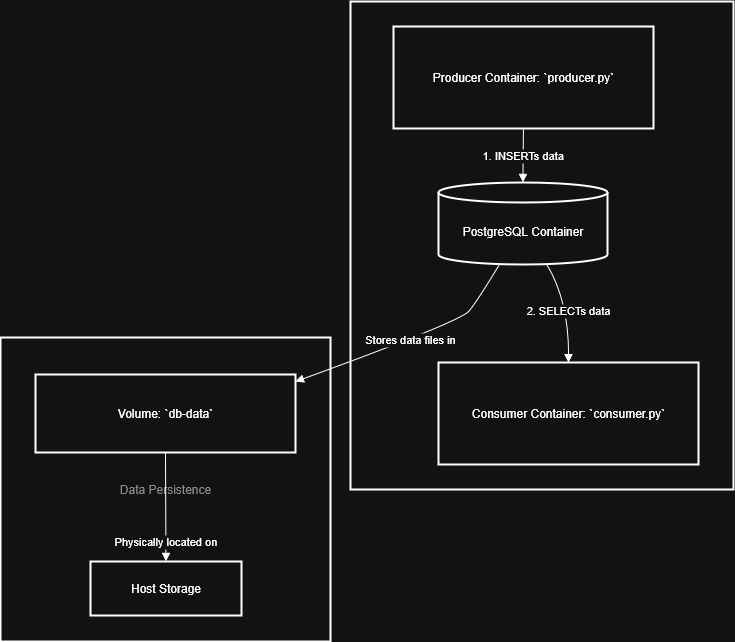 Producer Container: `producer.py`
1. INSERTs data
PostgreSQL Container
2. SELECTs data
Stores data files in
Volume: `db-data`
Consumer Container: `consumer.py`
Data Persistence
Physically located on
Host Storage